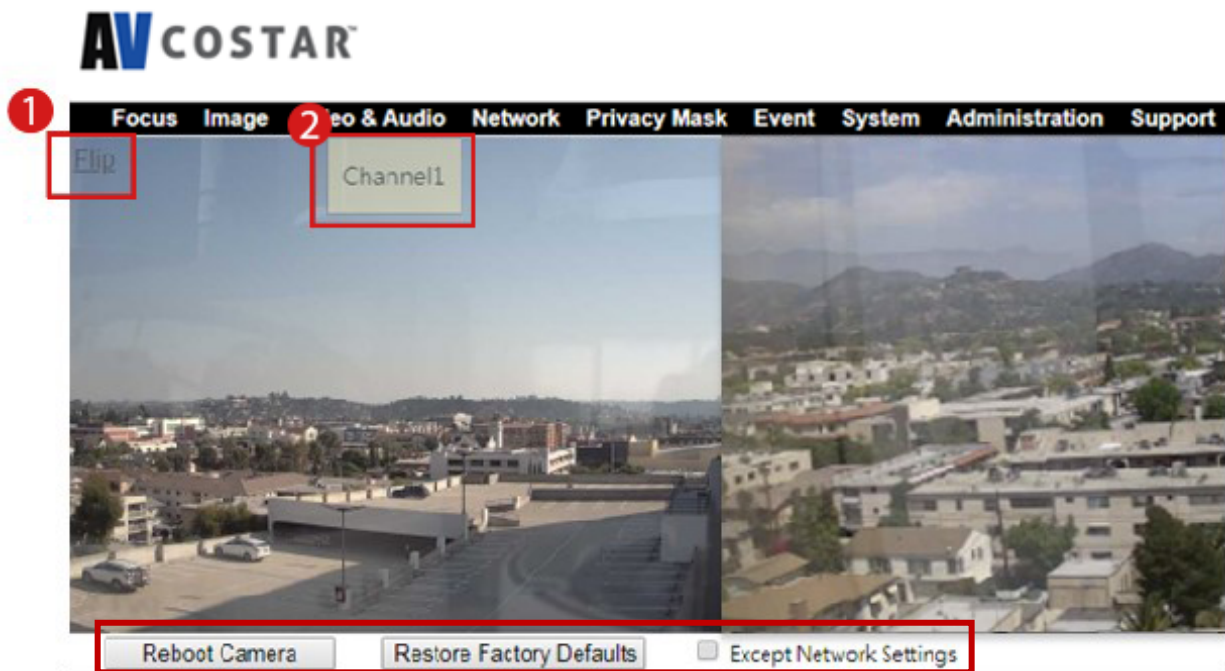 AV COSTAR™
1
Focus Image 2 eo & Audio Network Privacy Mask Event System Administration Support
Flip
Channel1
Reboot Camera Restore Factory Defaults Except Network Settings